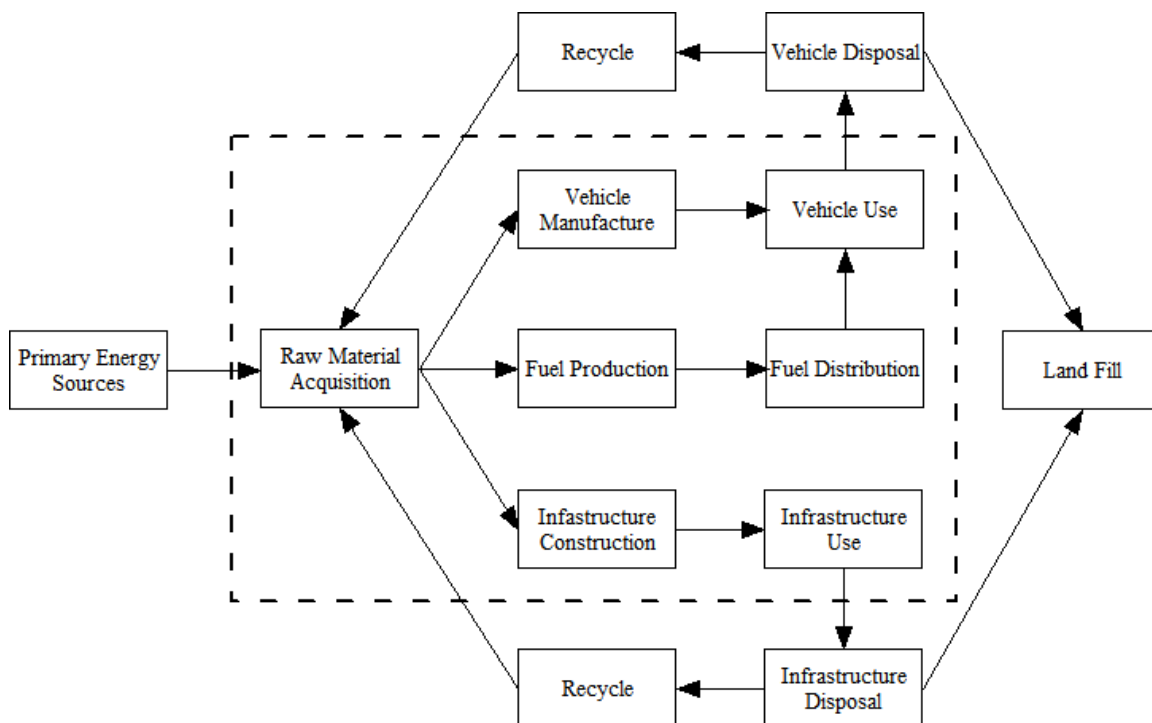 Recycle
Vehicle Disposal
Vehicle
Manufacture
Vehicle Use
Primary Energy
Sources
Raw Material
Acquisition
Fuel Production
Fuel Distribution
Land Fill
Infastructure
Construction
Infrastructure
Use
Recycle
Infrastructure
Disposal